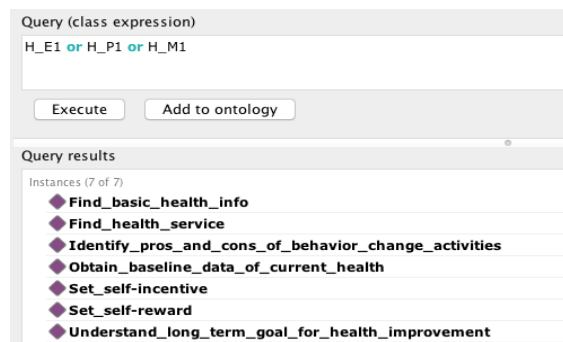 Query (class expression)
H_E1 or H_P1 or H_M1
Execute Add to ontology
Query results
Instances (7 of 7)
Find_basic_health_info
Find_health_service
Identify_pros_and_cons_of_behavior_change_activities
Obtain_baseline_data_of_current_health
Set_self-incentive
Set_self-reward
Understand_long_term_goal_for_health_improvement